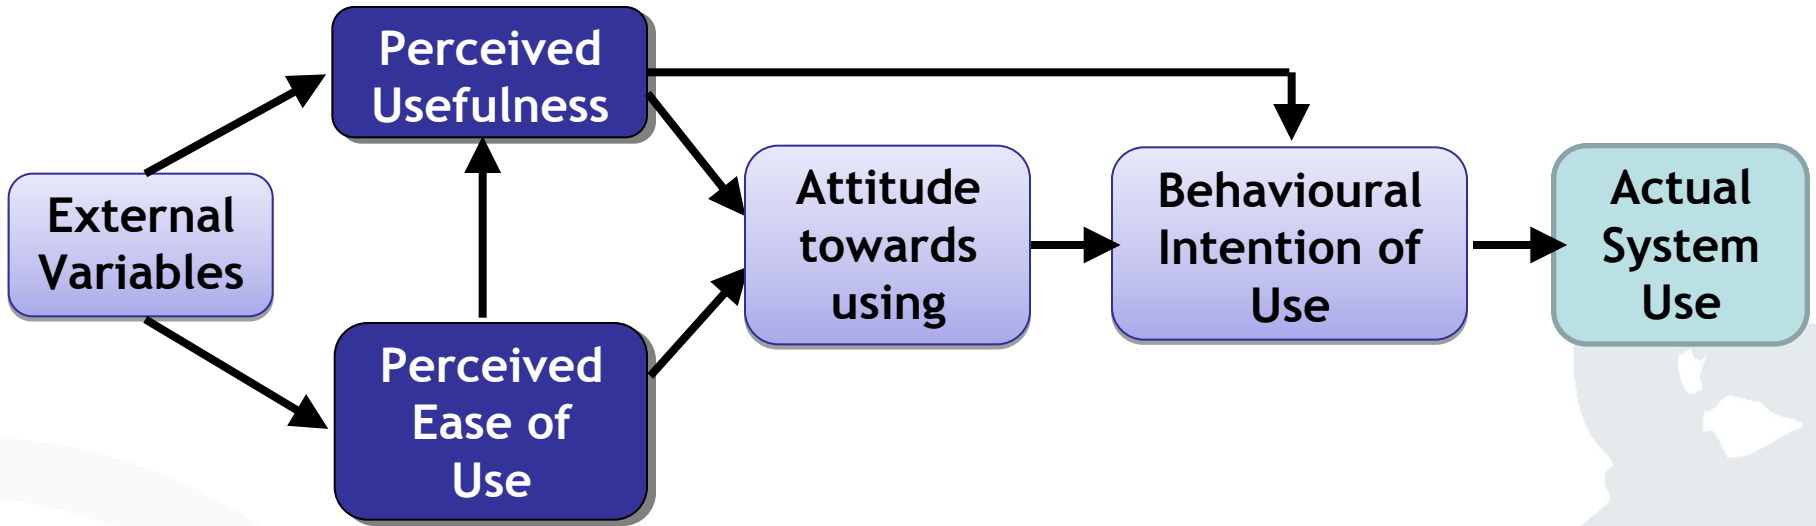 Perceived
Usefulness
External
Variables
Perceived
Ease of
Use
Attitude
towards
using
Behavioural
Intention of
Use
Actual
System
Use